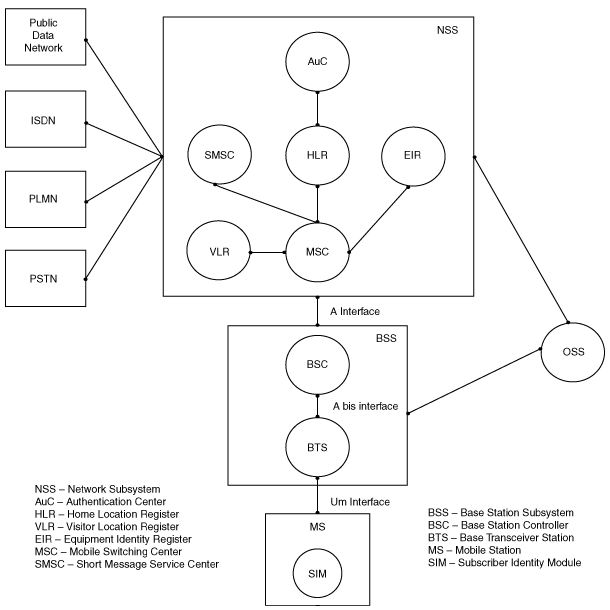 Public
Data
Network
ISDN
PLMN
PSTN
NSS
AuC
SMSC
HLR
EIR
VLR
MSC
A Interface
BSS
BSC
A bis interface
BTS
OSS
Um Interface
MS
SIM
NSS – Network Subsystem
AuC – Authentication Center
HLR – Home Location Register
VLR – Visitor Location Register
EIR – Equipment Identity Register
MSC – Mobile Switching Center
SMSC – Short Message Service Center
BSS – Base Station Subsystem
BSC – Base Station Controller
BTS – Base Transceiver Station
MS – Mobile Station
SIM – Subscriber Identity Module